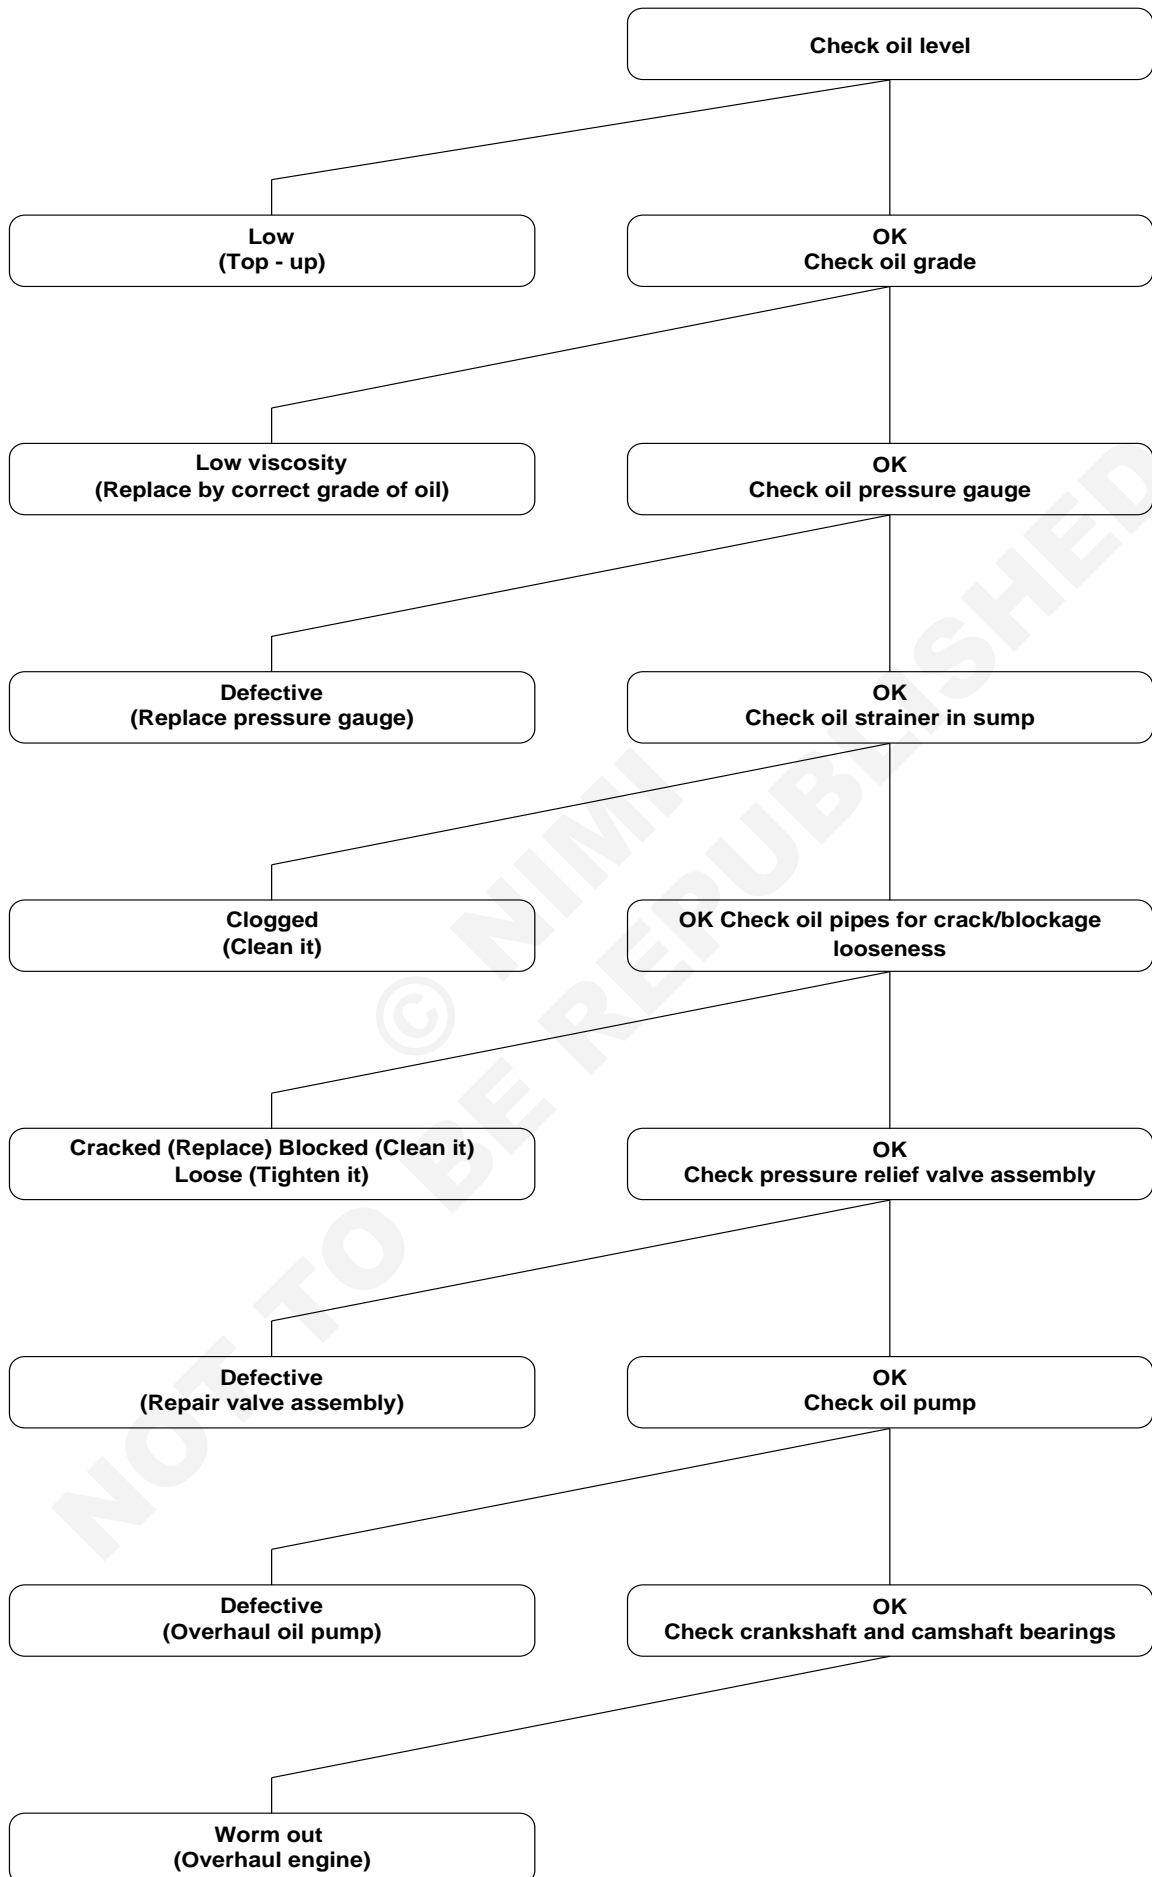 Check oil level
Low
(Top - up)
OK
Check oil grade
Low viscosity
(Replace by correct grade of oil)
OK
Check oil pressure gauge
Defective
(Replace pressure gauge)
OK
Check oil strainer in sump
Clogged
(Clean it)
OK Check oil pipes for crack/blockage
looseness
Cracked (Replace) Blocked (Clean it)
Loose (Tighten it)
OK
Check pressure relief valve assembly
Defective
(Repair valve assembly)
OK
Check oil pump
Defective
(Overhaul oil pump)
OK
Check crankshaft and camshaft bearings
Worm out
(Overhaul engine)
© NIMI
NOT TO BE REPUBLISHED